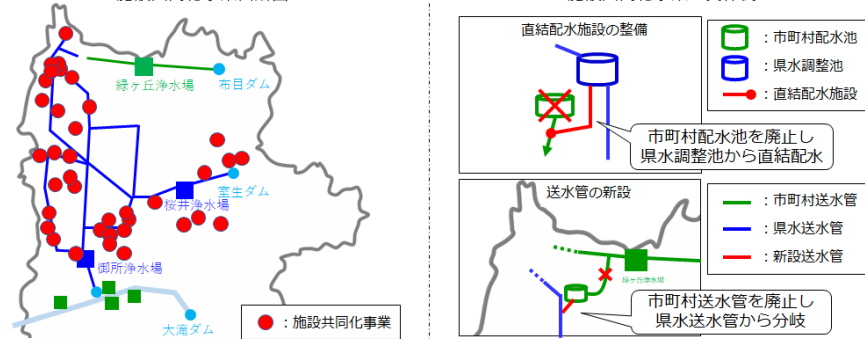 緑ヶ丘浄水場
布目ダム
室生ダム
桜井浄水場
御所浄水場
大滝ダム
：施設共同化事業
直結配水施設の整備
：市町村配水池
：県水調整池
：直結配水施設
市町村配水池を廃止し
県水調整池から直結配水
送水管の新設
：市町村送水管
：県水送水管
：新設送水管
緑ヶ丘浄水場
市町村送水管を廃止し
県水送水管から分岐